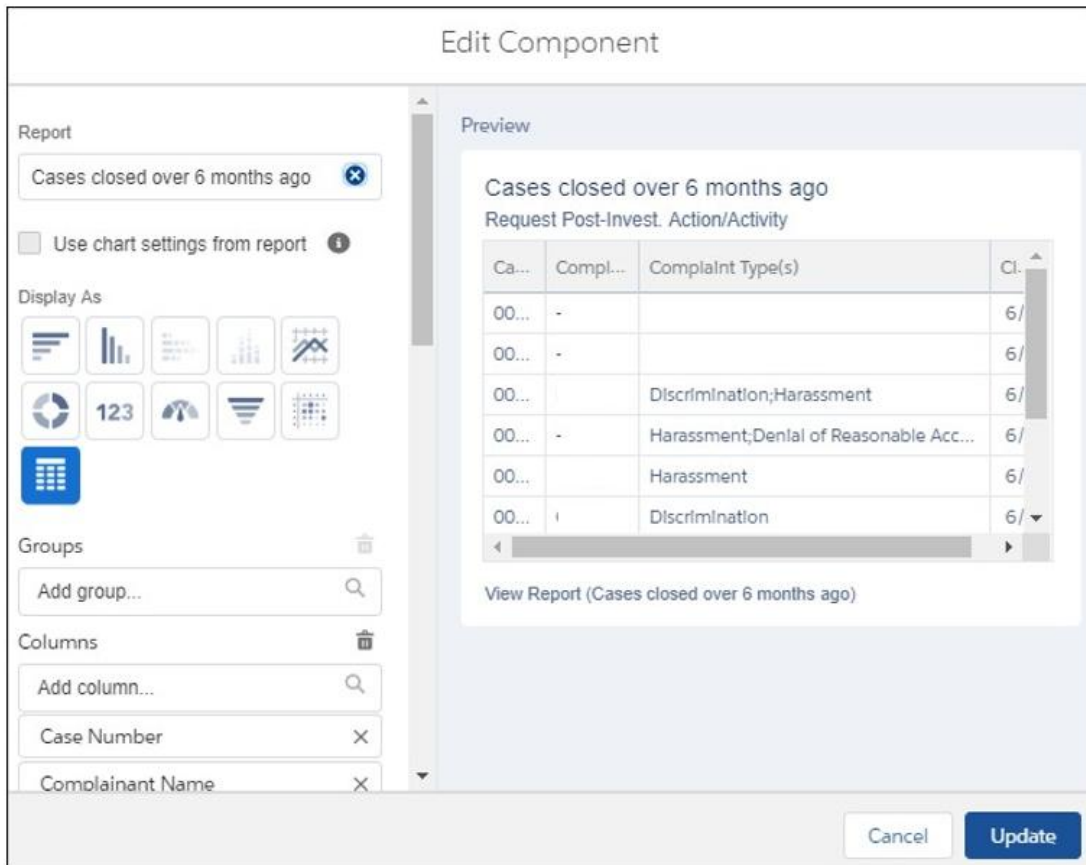 Edit Component
Report
Cases closed over 6 months ago
Use chart settings from report
Display As
123
Groups
Add group...
Columns
Add column...
Case Number
Complainant Name
Preview
Cases closed over 6 months ago
Request Post-Invest. Action/Activity
Ca... Compl... Complaint Type(s) Cl.
00... - 6/
00... - 6/
00... Discrimination;Harassment 6/
00... - Harassment;Denial of Reasonable Acc... 6/
00... Harassment 6/
00... Discrimination 6/
View Report (Cases closed over 6 months ago)
Cancel Update